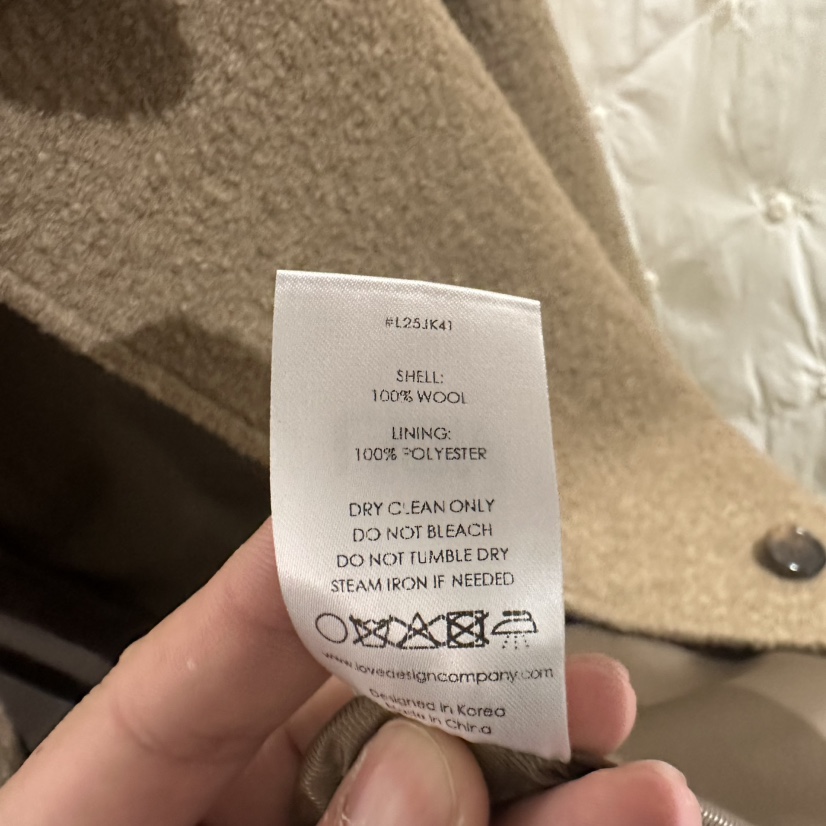 #L25JK41
SHELL:
100% WOOL
LINING:
100% POLYESTER
DRY CLEAN ONLY
DO NOT BLEACH
DO NOT TUMBLE DRY
STEAM IRON IF NEEDED
www.lovedesigncompany.com
Designed in Korea
Made in China